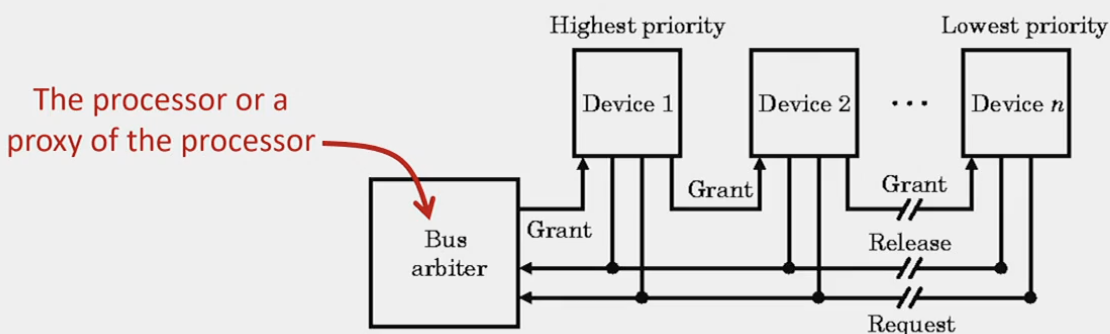 Highest priority
Lowest priority
The processor or a
proxy of the processor
Device 1
Device 2
...
Device n
Grant
Grant
Grant
Bus
arbiter
Release
Request